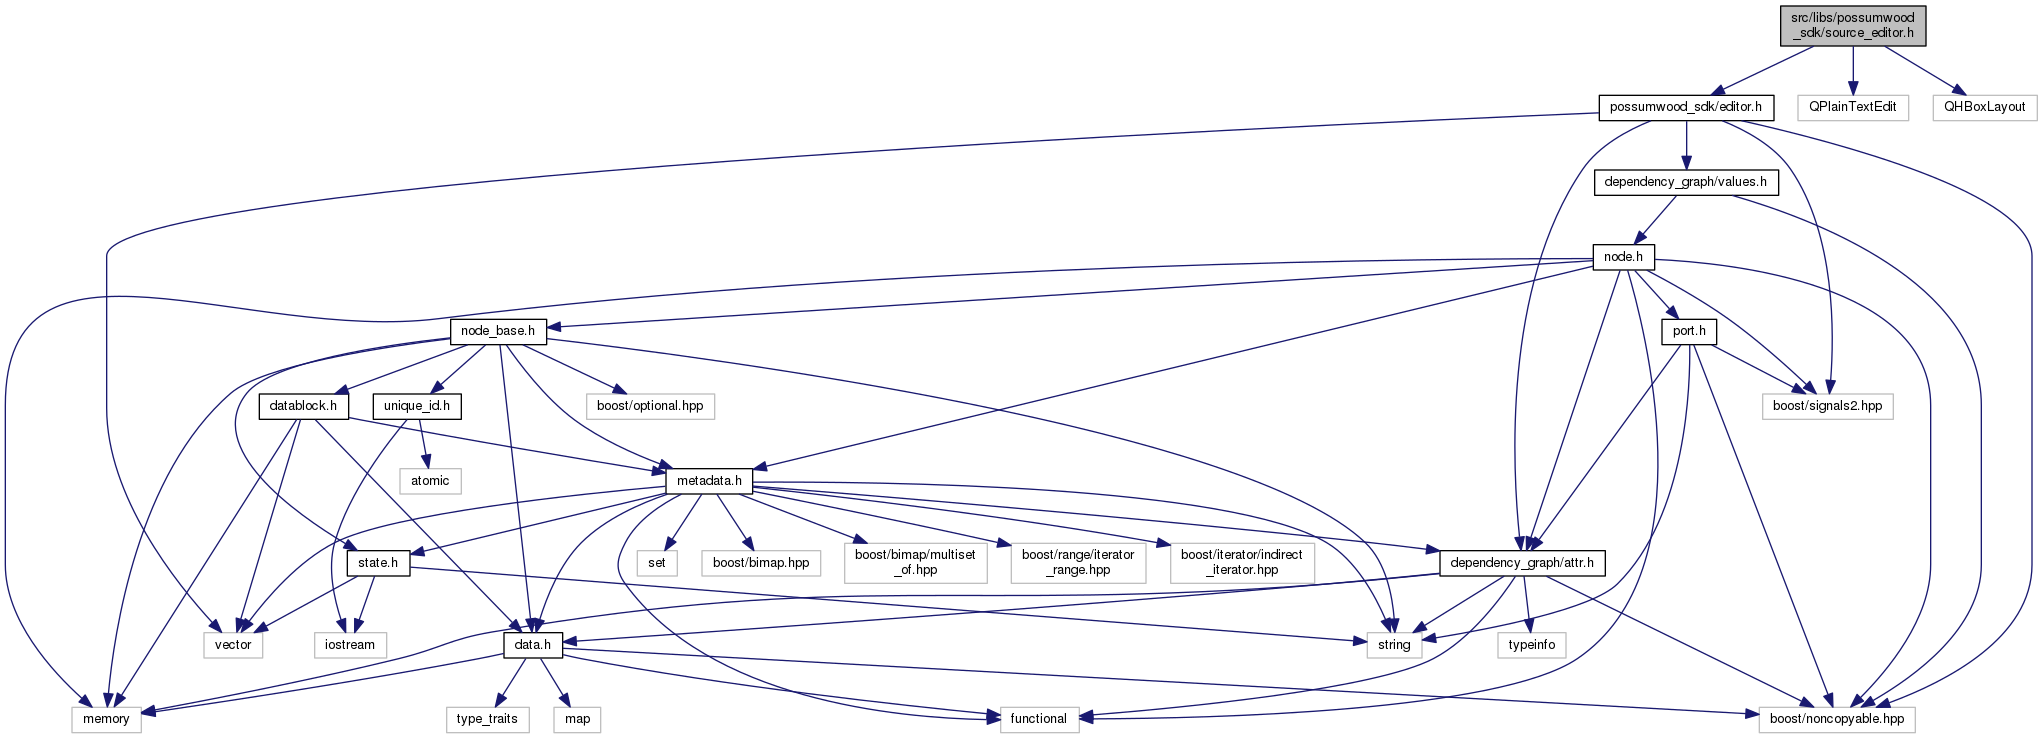 src/libs/possumwood
_sdk/source_editor.h
possumwood_sdk/editor.h
QPlainTextEdit
QHBoxLayout
dependency_graph/values.h
node.h
node_base.h
port.h
datablock.h
unique_id.h
boost/optional.hpp
boost/signals2.hpp
atomic
metadata.h
state.h
set
boost/bimap.hpp
boost/bimap/multiset
_of.hpp
boost/range/iterator
_range.hpp
boost/iterator/indirect
_iterator.hpp
dependency_graph/attr.h
vector
iostream
data.h
string
typeinfo
memory
type_traits
map
functional
boost/noncopyable.hpp